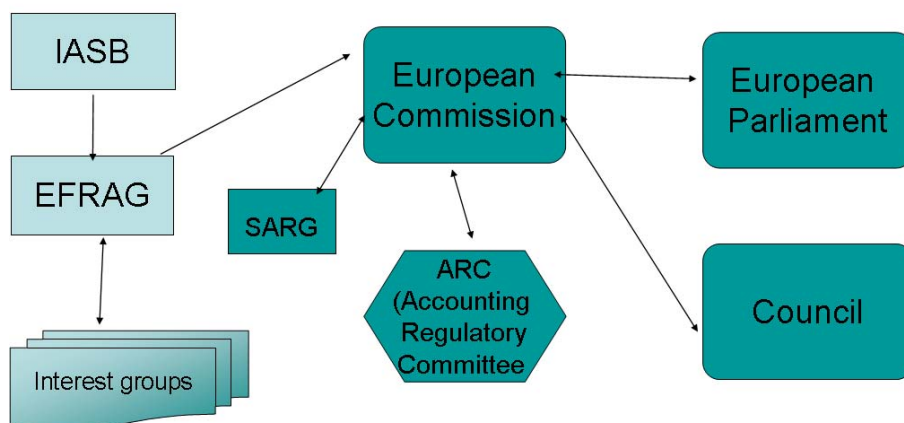 IASB
European
Commission
European
Parliament
EFRAG
SARG
ARC
(Accounting
Regulatory
Committee
Council
Interest groups